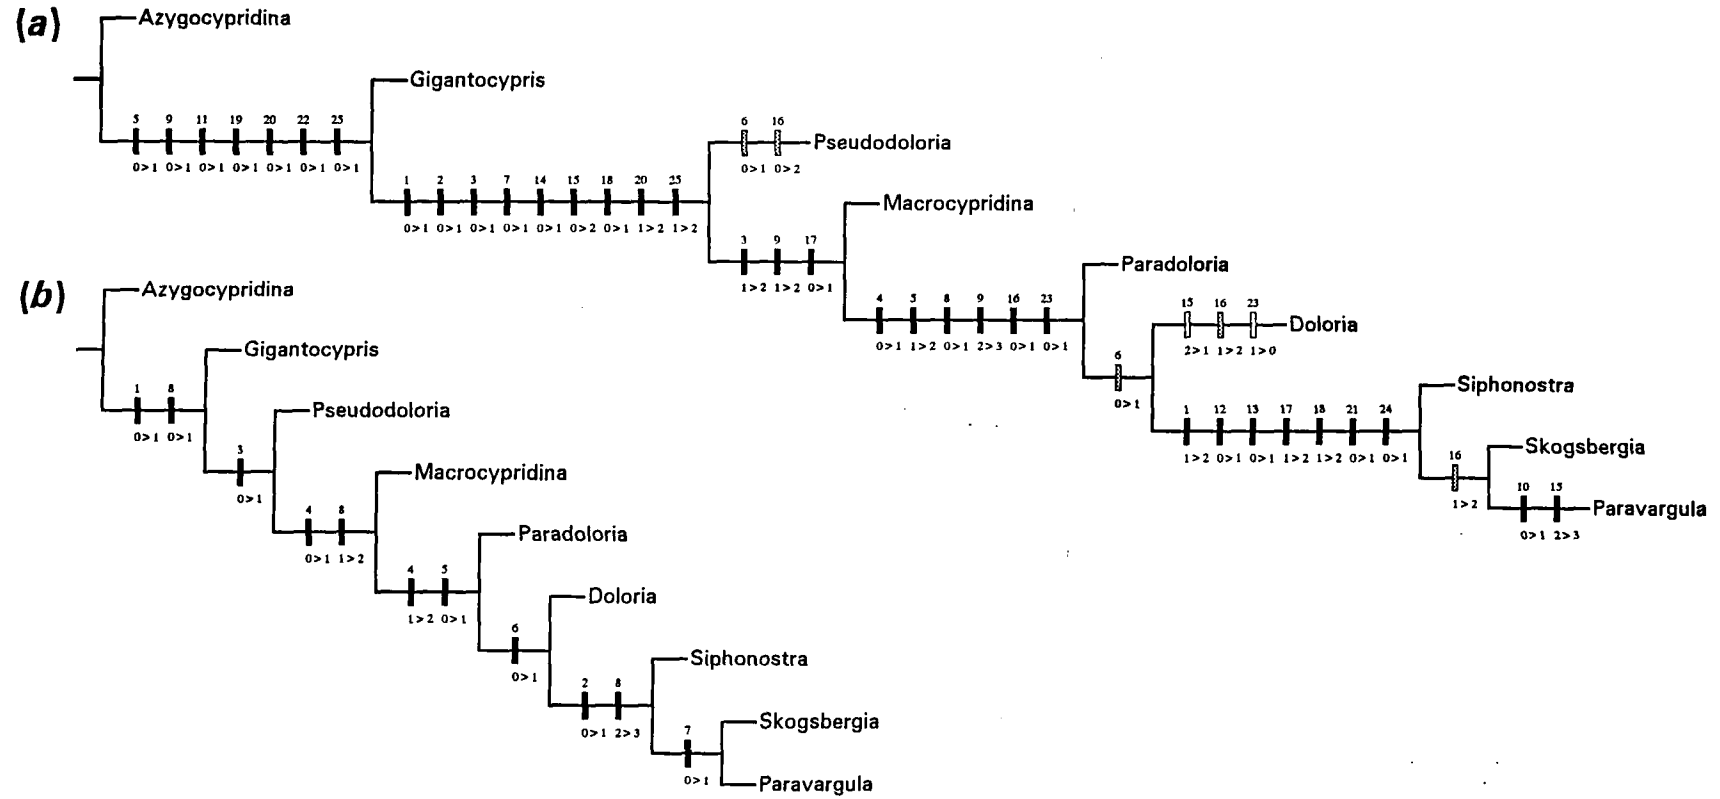 (a)
Azygocypridina
Gigantocypris
5 9 11 19 20 22 25
0>1 0>1 0>1 0>1 0>1 0>1 0>1
6 16
Pseudodoloria
0>1 0>2
1 2 3 7 14 15 18 20 25
0>1 0>1 0>1 0>1 0>1 0>2 0>1 1>2 1>2
Macrocypridina
3 9 17
1>2 1>2 0>1
Paradoloria
4 5 8 9 16 23
0>1 1>2 0>1 2>3 0>1 0>1
15 16 23
Doloria
2>1 1>2 1>0
6
0>1
Siphonostra
1 12 13 17 18 21 24
1>2 0>1 0>1 1>2 1>2 0>1 0>1
Skogsbergia
16
1>2
10 15
Paravargula
0>1 2>3
(b)
Azygocypridina
Gigantocypris
1 8
0>1 0>1
Pseudodoloria
3
0>1
Macrocypridina
4 8
0>1 1>2
Paradoloria
4 5
1>2 0>1
Doloria
6
0>1
Siphonostra
2 8
0>1 2>3
Skogsbergia
7
0>1
Paravargula